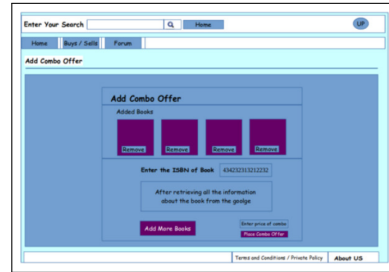 Enter Your Search
Home
UP
Home
Buys / Sells
Forum
Add Combo Offer
Add Combo Offer
Added Books
Remove
Remove
Remove
Remove
Enter the ISBN of Book
434232313212232
After retrieving all the information
about the book from the goolge
Add More Books
Enter price of combo
Place Combo Offer
Terms and Conditions / Private Policy
About US